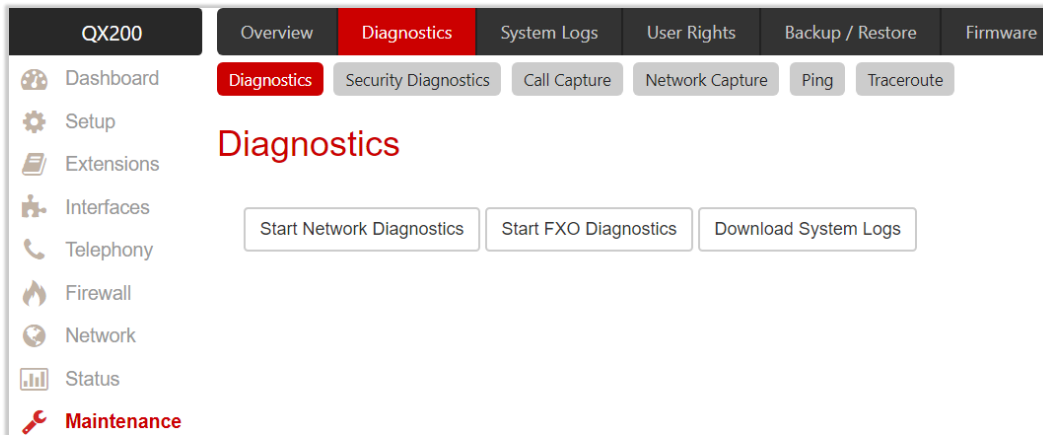 QX200
Overview Diagnostics System Logs User Rights Backup / Restore Firmware
Diagnostics Security Diagnostics Call Capture Network Capture Ping Traceroute
Dashboard
Setup
Extensions
Interfaces
Telephony
Firewall
Network
Status
Maintenance
Diagnostics
Start Network Diagnostics Start FXO Diagnostics Download System Logs